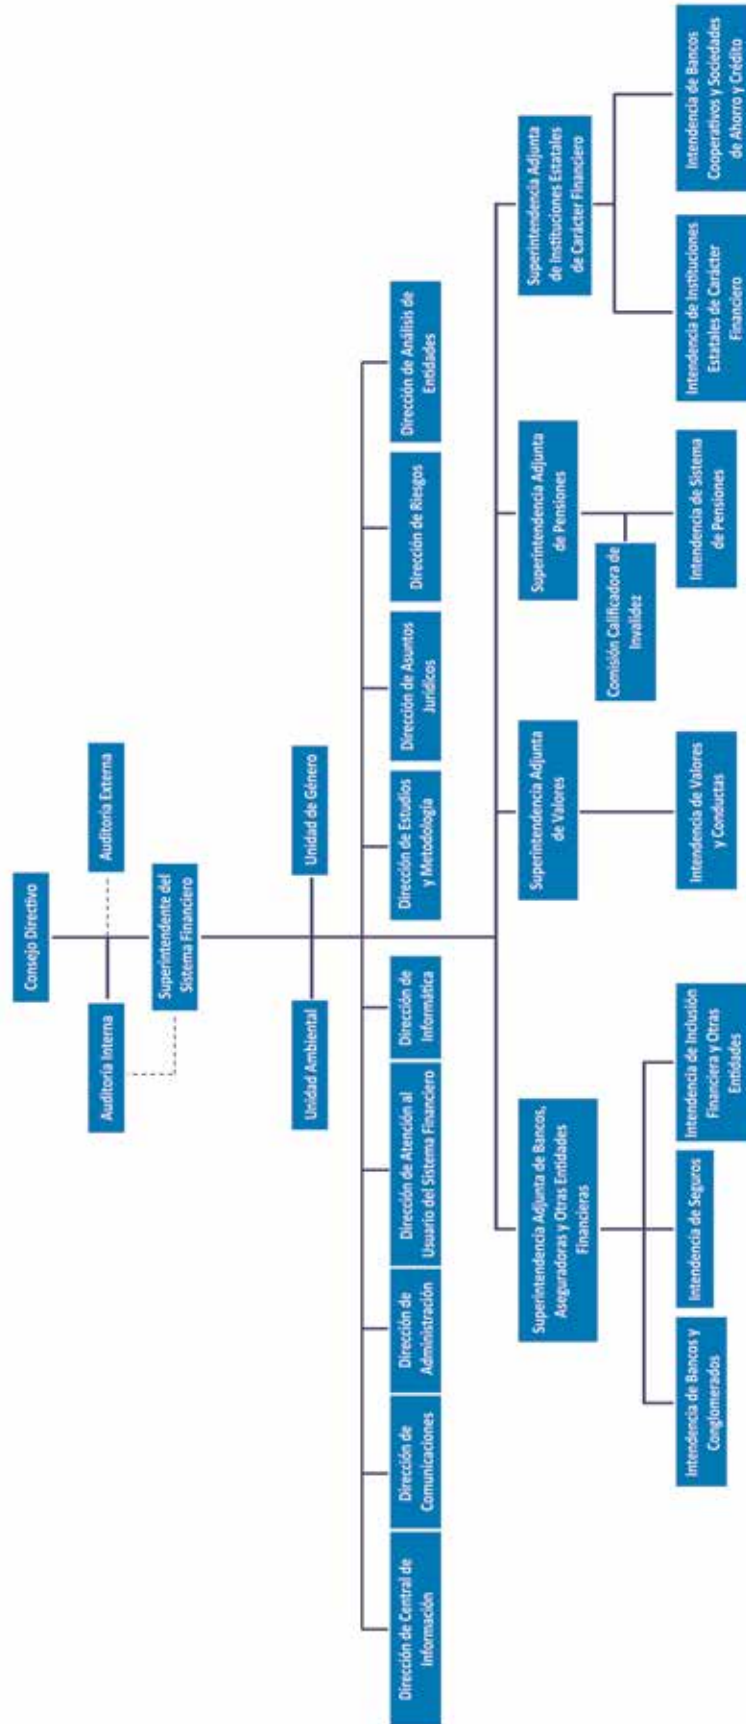 Consejo Directivo
Auditoría Interna
Auditoría Externa
Superintendente del
Sistema Financiero
Unidad Ambiental
Unidad de Género
Dirección de Central de
Información
Dirección de
Comunicaciones
Dirección de
Administración
Dirección de Atención al
Usuario del Sistema Financiero
Dirección de
Informática
Dirección de Estudios
y Metodología
Dirección de Asuntos
Jurídicos
Dirección de Riesgos
Dirección de Análisis de
Entidades
Superintendencia Adjunta de Bancos,
Aseguradoras y Otras Entidades
Financieras
Superintendencia Adjunta
de Valores
Superintendencia Adjunta
de Pensiones
Superintendencia Adjunta
de Instituciones Estatales
de Carácter Financiero
Comisión Calificadora de
Invalidez
Intendencia de Bancos y
Conglomerados
Intendencia de Seguros
Intendencia de Inclusión
Financiera y Otras
Entidades
Intendencia de Valores
y Conductas
Intendencia de Sistema
de Pensiones
Intendencia de Instituciones
Estatales de Carácter
Financiero
Intendencia de Bancos
Cooperativos y Sociedades
de Ahorro y Crédito